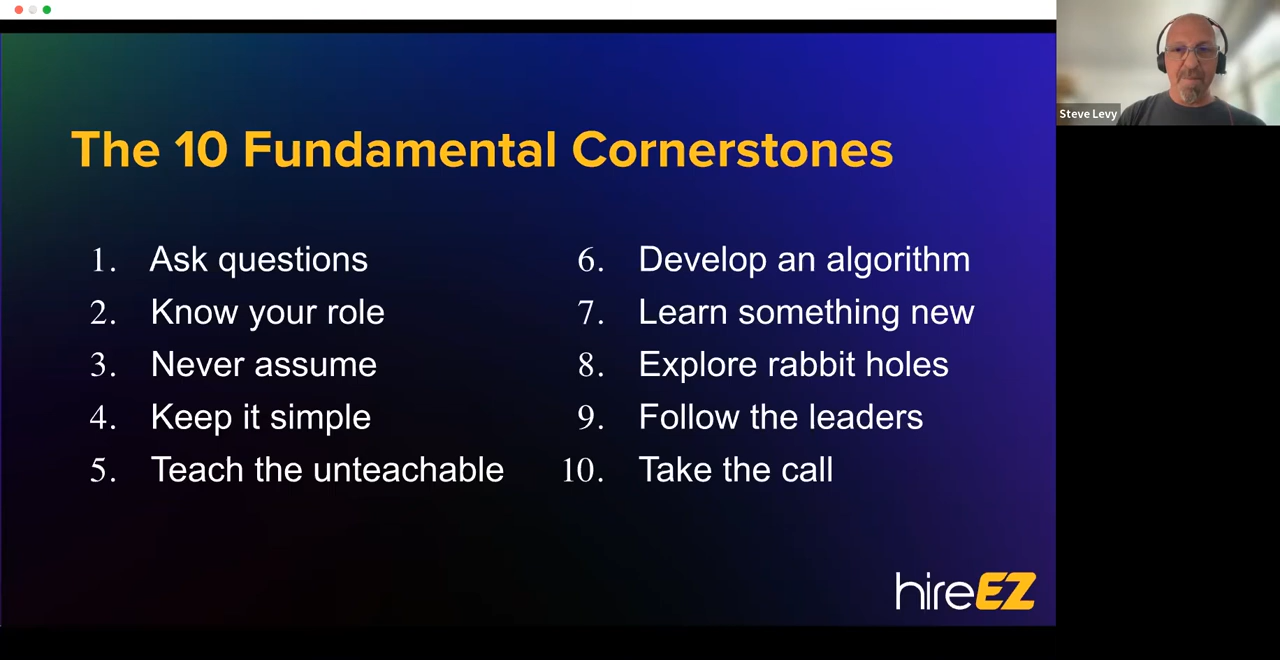 The 10 Fundamental Cornerstones
1. Ask questions
2. Know your role
3. Never assume
4. Keep it simple
5. Teach the unteachable
6. Develop an algorithm
7. Learn something new
8. Explore rabbit holes
9. Follow the leaders
10. Take the call
hireEZ
Steve Levy